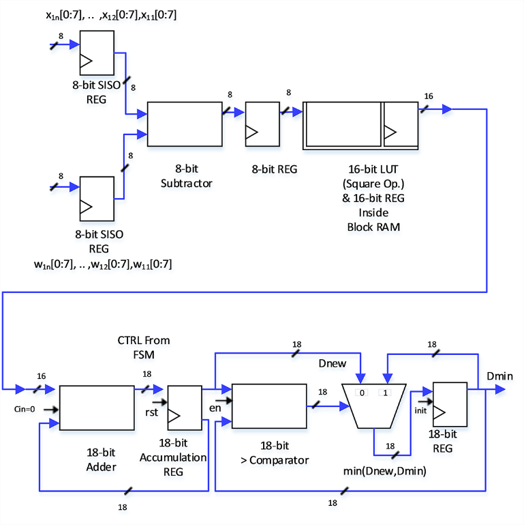 x1n[0:7], .. ,x12[0:7],x11[0:7]
8
8-bit SISO
REG
8
8
8
16
8
8-bit
Subtractor
8-bit REG
16-bit LUT
(Square Op.)
& 16-bit REG
Inside
Block RAM
8
8-bit SISO
REG
w1n[0:7], .. ,w12[0:7],w11[0:7]
CTRL From
FSM
18
Dnew
18
Dmin
16
18
Cin=0
rst
en
18
0
1
init
18-bit
Adder
18-bit
Accumulation
REG
18-bit
> Comparator
18
18-bit
REG
min(Dnew,Dmin)
18
18